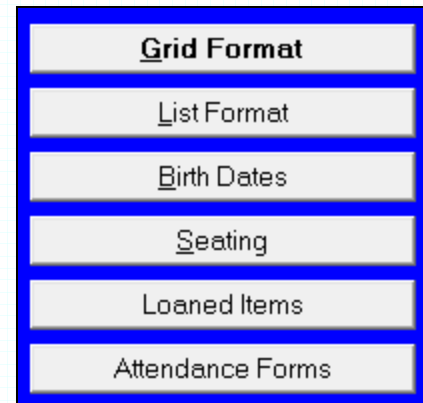 Grid Format
List Format
Birth Dates
Seating
Loaned Items
Attendance Forms